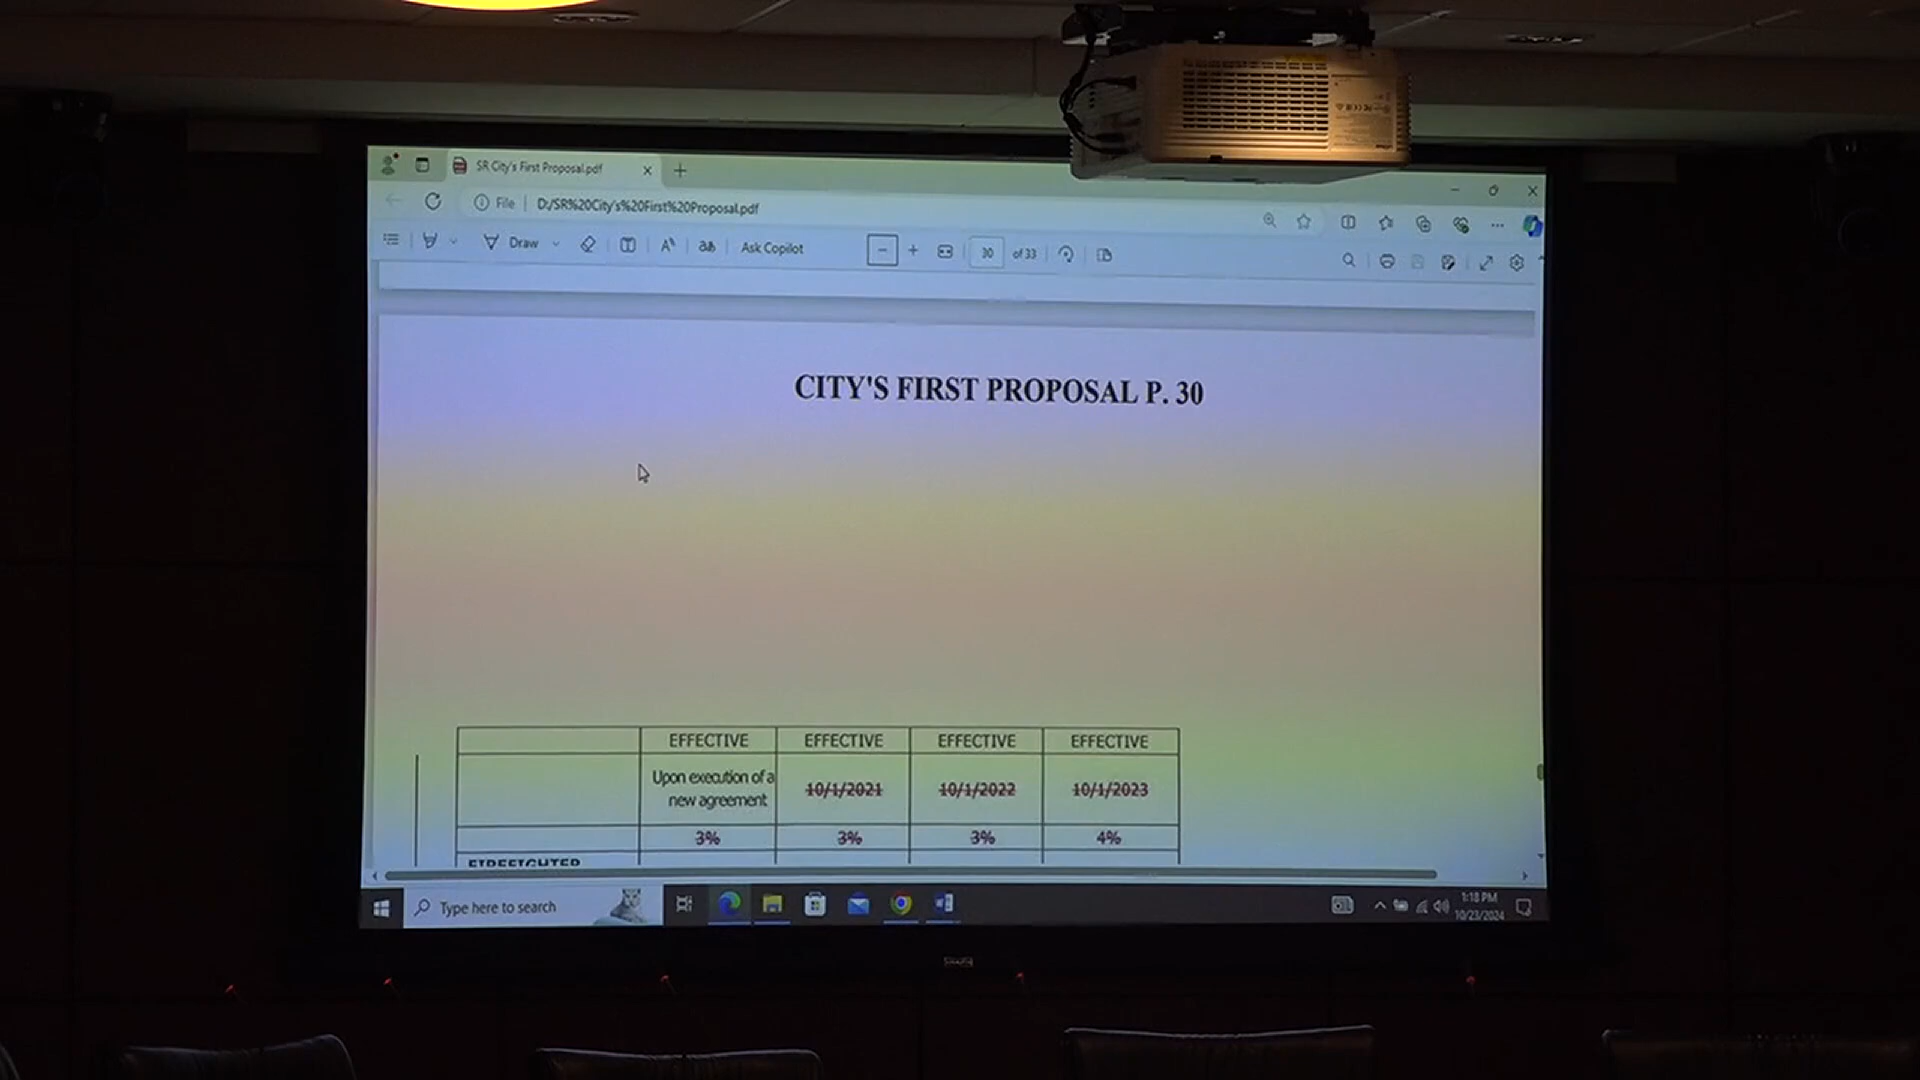 SR City's First Proposal.pdf
File
D:/SR%20City's%20First%20Proposal.pdf
Draw
Ask Copilot
30 of 33
CITY'S FIRST PROPOSAL P. 30
EFFECTIVE EFFECTIVE EFFECTIVE EFFECTIVE
Upon execution of a
new agreement
10/1/2021 10/1/2022 10/1/2023
3% 3% 3% 4%
FIREFIGHTER
Type here to search
1:18 PM
10/23/2024